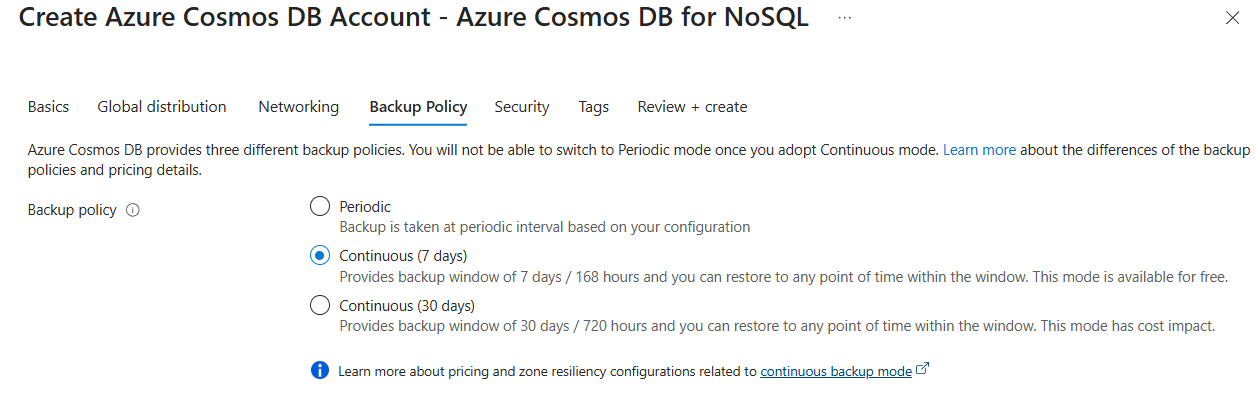 Create Azure Cosmos DB Account - Azure Cosmos DB for NoSQL ...
Basics Global distribution Networking Backup Policy Security Tags Review + create
Azure Cosmos DB provides three different backup policies. You will not be able to switch to Periodic mode once you adopt Continuous mode. Learn more about the differences of the backup
policies and pricing details.
Backup policy
Periodic
Backup is taken at periodic interval based on your configuration
Continuous (7 days)
Provides backup window of 7 days / 168 hours and you can restore to any point of time within the window. This mode is available for free.
Continuous (30 days)
Provides backup window of 30 days / 720 hours and you can restore to any point of time within the window. This mode has cost impact.
Learn more about pricing and zone resiliency configurations related to continuous backup mode